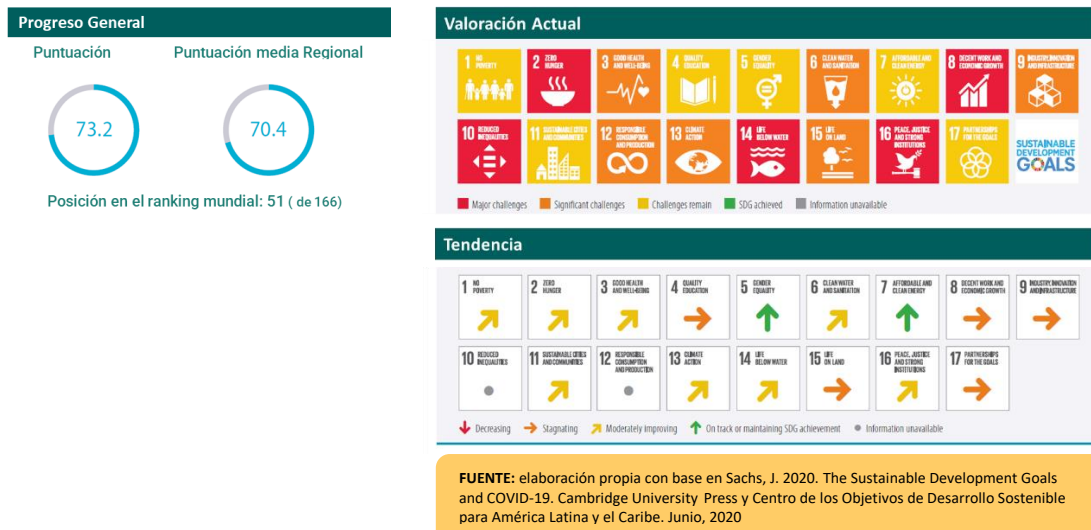 Progreso General
Puntuación
Puntuación media Regional
73.2
70.4
Posición en el ranking mundial: 51 ( de 166)
Valoración Actual
1 NO
POVERTY
2 ZERO
HUNGER
3 GOOD HEALTH
AND WELL-BEING
4 QUALITY
EDUCATION
5 GENDER
EQUALITY
6 CLEAN WATER
AND SANITATION
7 AFFORDABLE AND
CLEAN ENERGY
8 DECENT WORK AND
ECONOMIC GROWTH
9 INDUSTRY, INNOVATION
AND INFRASTRUCTURE
10 REDUCED
INEQUALITIES
11 SUSTAINABLE CITIES
AND COMMUNITIES
12 RESPONSIBLE
CONSUMPTION
AND PRODUCTION
13 CLIMATE
ACTION
14 LIFE
BELOW WATER
15 LIFE
ON LAND
16 PEACE, JUSTICE
AND STRONG
INSTITUTIONS
17 PARTNERSHIPS
FOR THE GOALS
SUSTAINABLE
DEVELOPMENT
GOALS
Major challenges
Significant challenges
Challenges remain
SDG achieved
Information unavailable
Tendencia
1 NO
POVERTY
2 ZERO
HUNGER
3 GOOD HEALTH
AND WELL-BEING
4 QUALITY
EDUCATION
5 GENDER
EQUALITY
6 CLEAN WATER
AND SANITATION
7 AFFORDABLE AND
CLEAN ENERGY
8 DECENT WORK AND
ECONOMIC GROWTH
9 INDUSTRY, INNOVATION
AND INFRASTRUCTURE
10 REDUCED
INEQUALITIES
11 SUSTAINABLE CITIES
AND COMMUNITIES
12 RESPONSIBLE
CONSUMPTION
AND PRODUCTION
13 CLIMATE
ACTION
14 LIFE
BELOW WATER
15 LIFE
ON LAND
16 PEACE, JUSTICE
AND STRONG
INSTITUTIONS
17 PARTNERSHIPS
FOR THE GOALS
Decreasing
Stagnating
Moderately improving
On track or maintaining SDG achievement
Information unavailable
FUENTE: elaboración propia con base en Sachs, J. 2020. The Sustainable Development Goals
and COVID-19. Cambridge University Press y Centro de los Objetivos de Desarrollo Sostenible
para América Latina y el Caribe. Junio, 2020